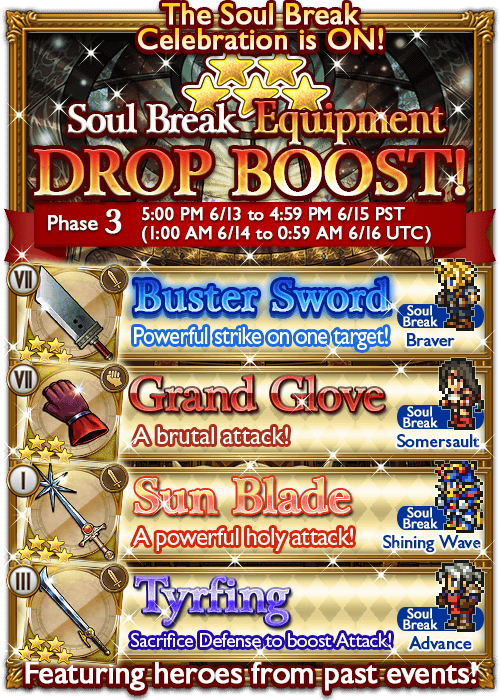 The Soul Break
Celebration is ON!
Soul Break Equipment
DROP BOOST!
Phase 3
5:00 PM 6/13 to 4:59 PM 6/15 PST
(1:00 AM 6/14 to 0:59 AM 6/16 UTC)
VII
Buster Sword
Powerful strike on one target!
Soul
Break
Braver
VII
Grand Glove
A brutal attack!
Soul
Break
Somersault
I
Sun Blade
A powerful holy attack!
Soul
Break
Shining Wave
III
Tyrfing
Sacrifice Defense to boost Attack!
Soul
Break
Advance
Featuring heroes from past events!